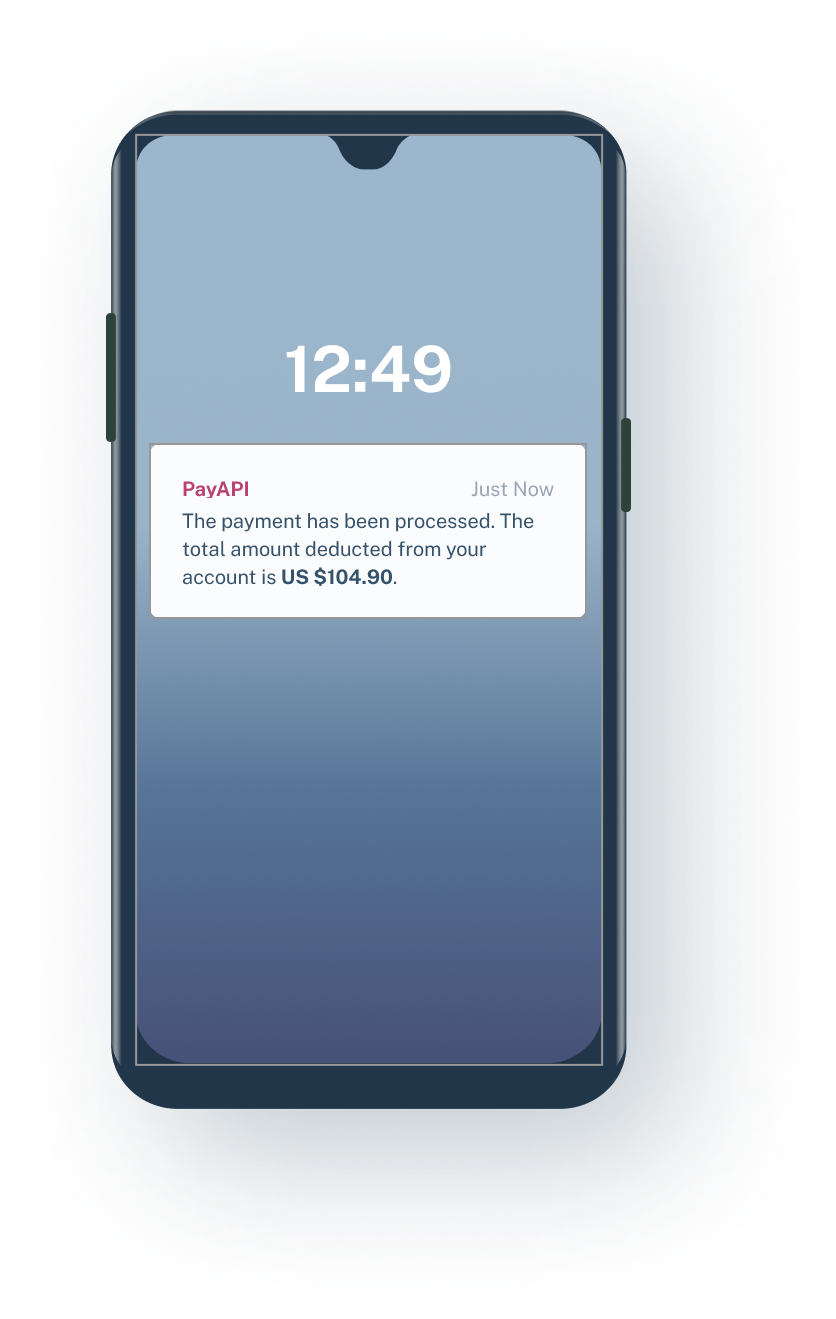 12:49
PayAPI Just Now
The payment has been processed. The
total amount deducted from your
account is US $104.90.